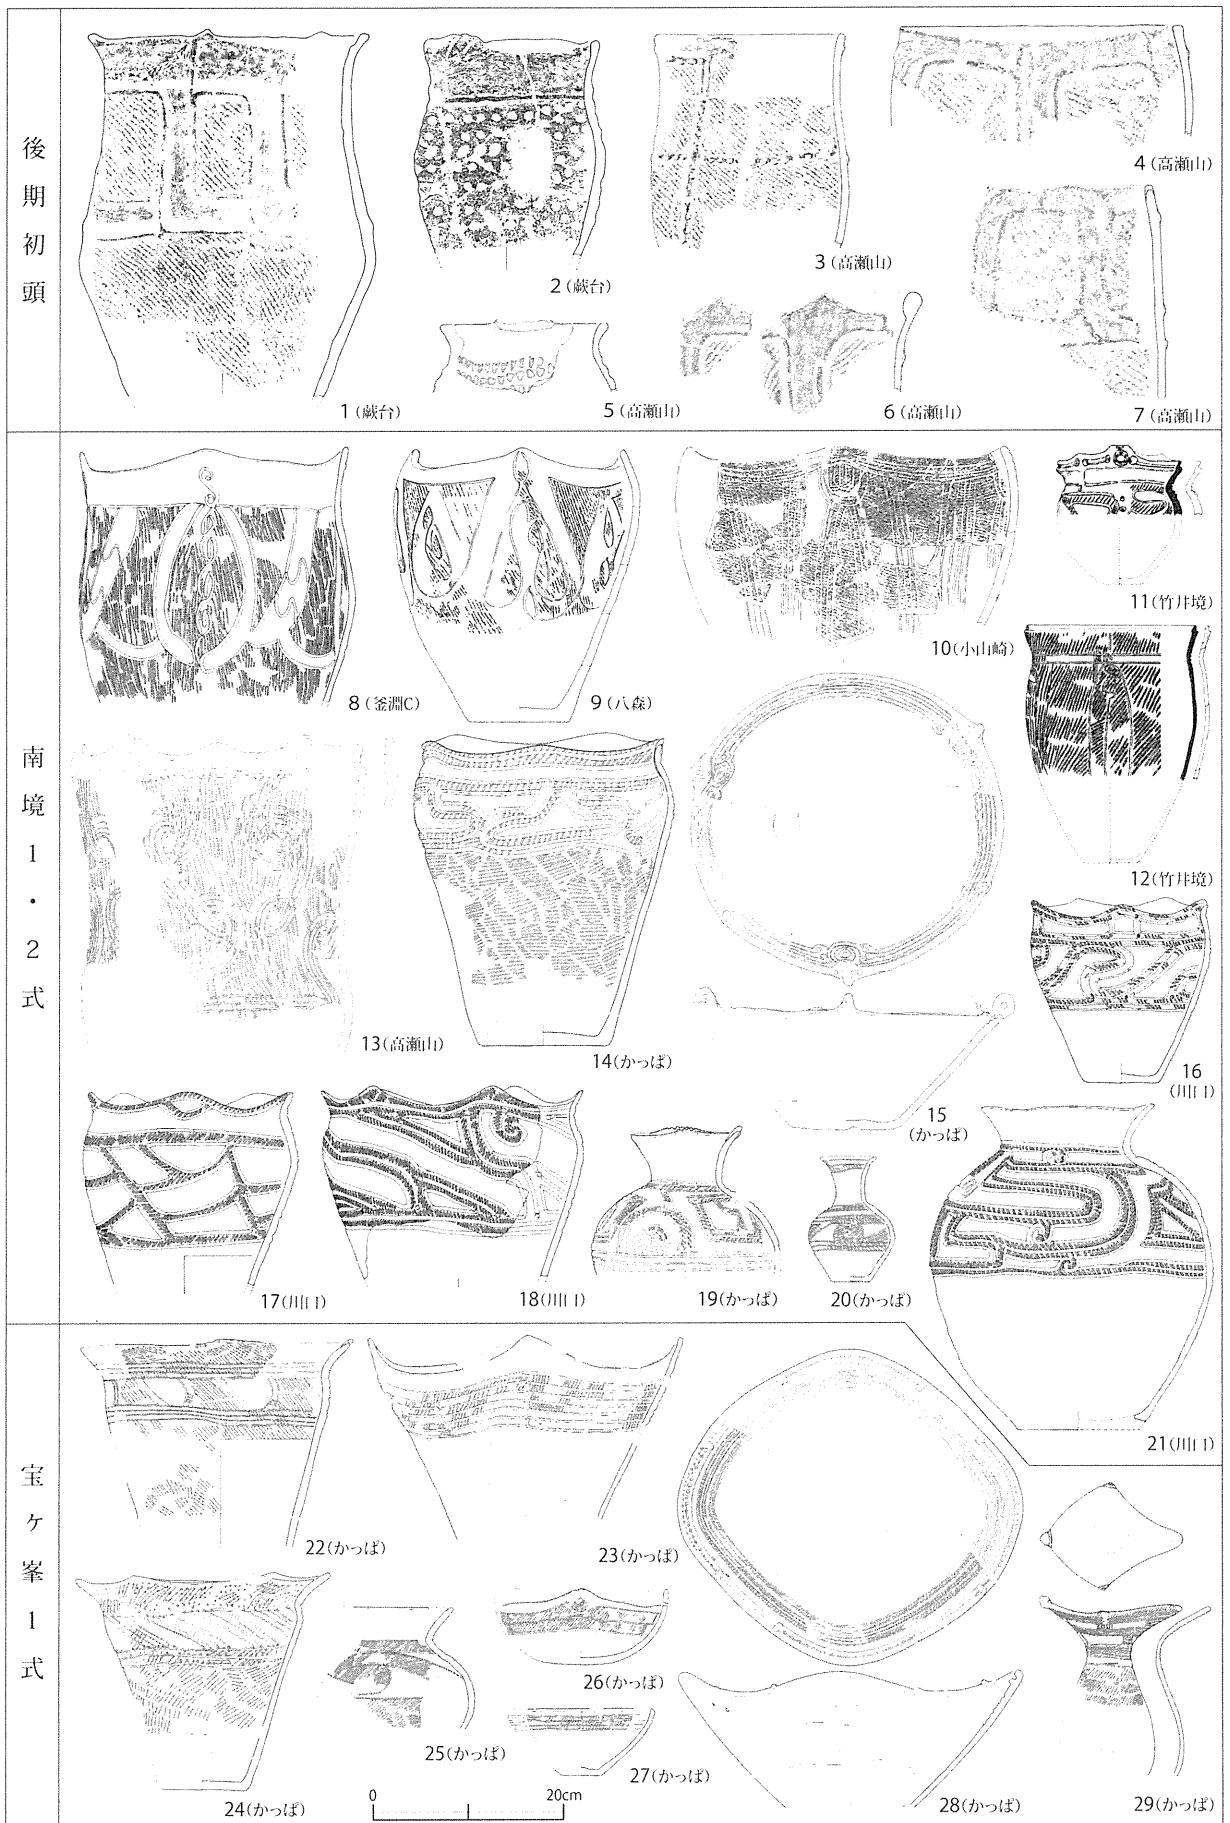 後期初頭
1(蕨台)
2(蕨台)
3(高瀬山)
4(高瀬山)
5(高瀬山)
6(高瀬山)
7(高瀬山)
南境1・2式
8(釜淵C)
9(八森)
10(小山崎)
11(竹井境)
12(竹井境)
13(高瀬山)
14(かっぱ)
15
(かっぱ)
16
(川口)
17(川口)
18(川口)
19(かっぱ)
20(かっぱ)
21(川口)
宝ヶ峯1式
22(かっぱ)
23(かっぱ)
24(かっぱ)
25(かっぱ)
26(かっぱ)
27(かっぱ)
28(かっぱ)
29(かっぱ)
0 20cm